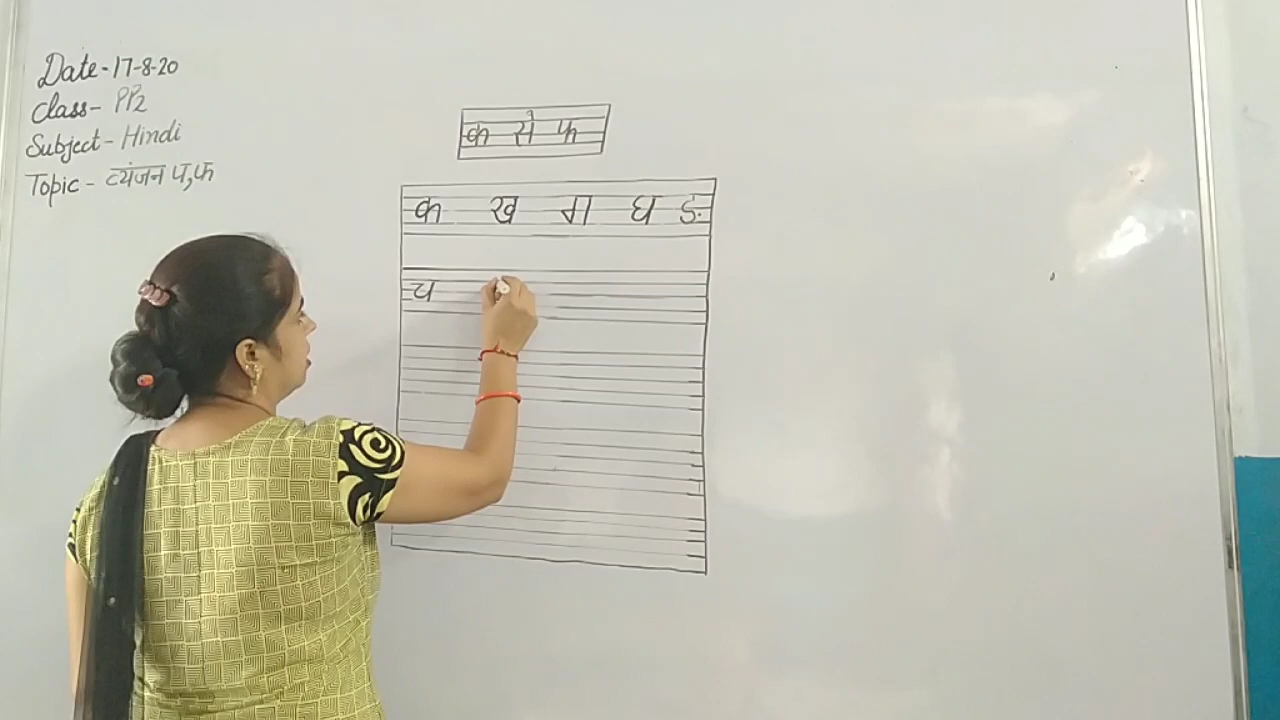 Date-17-8-20
Class- PP2
Subject-Hindi
Topic- व्यंजन प,फ
क से फ
क ख ग घ ङ
च